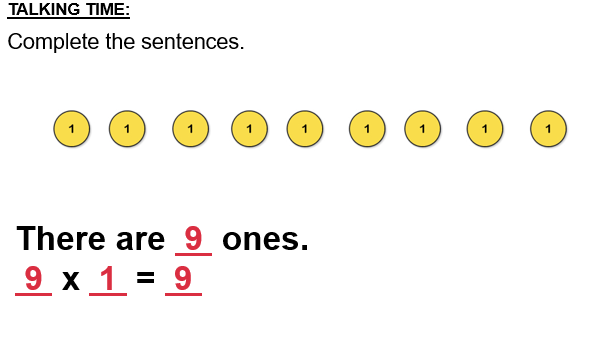 TALKING TIME:
Complete the sentences.
1 1 1 1 1 1 1 1 1
There are 9 ones.
9 x 1 = 9